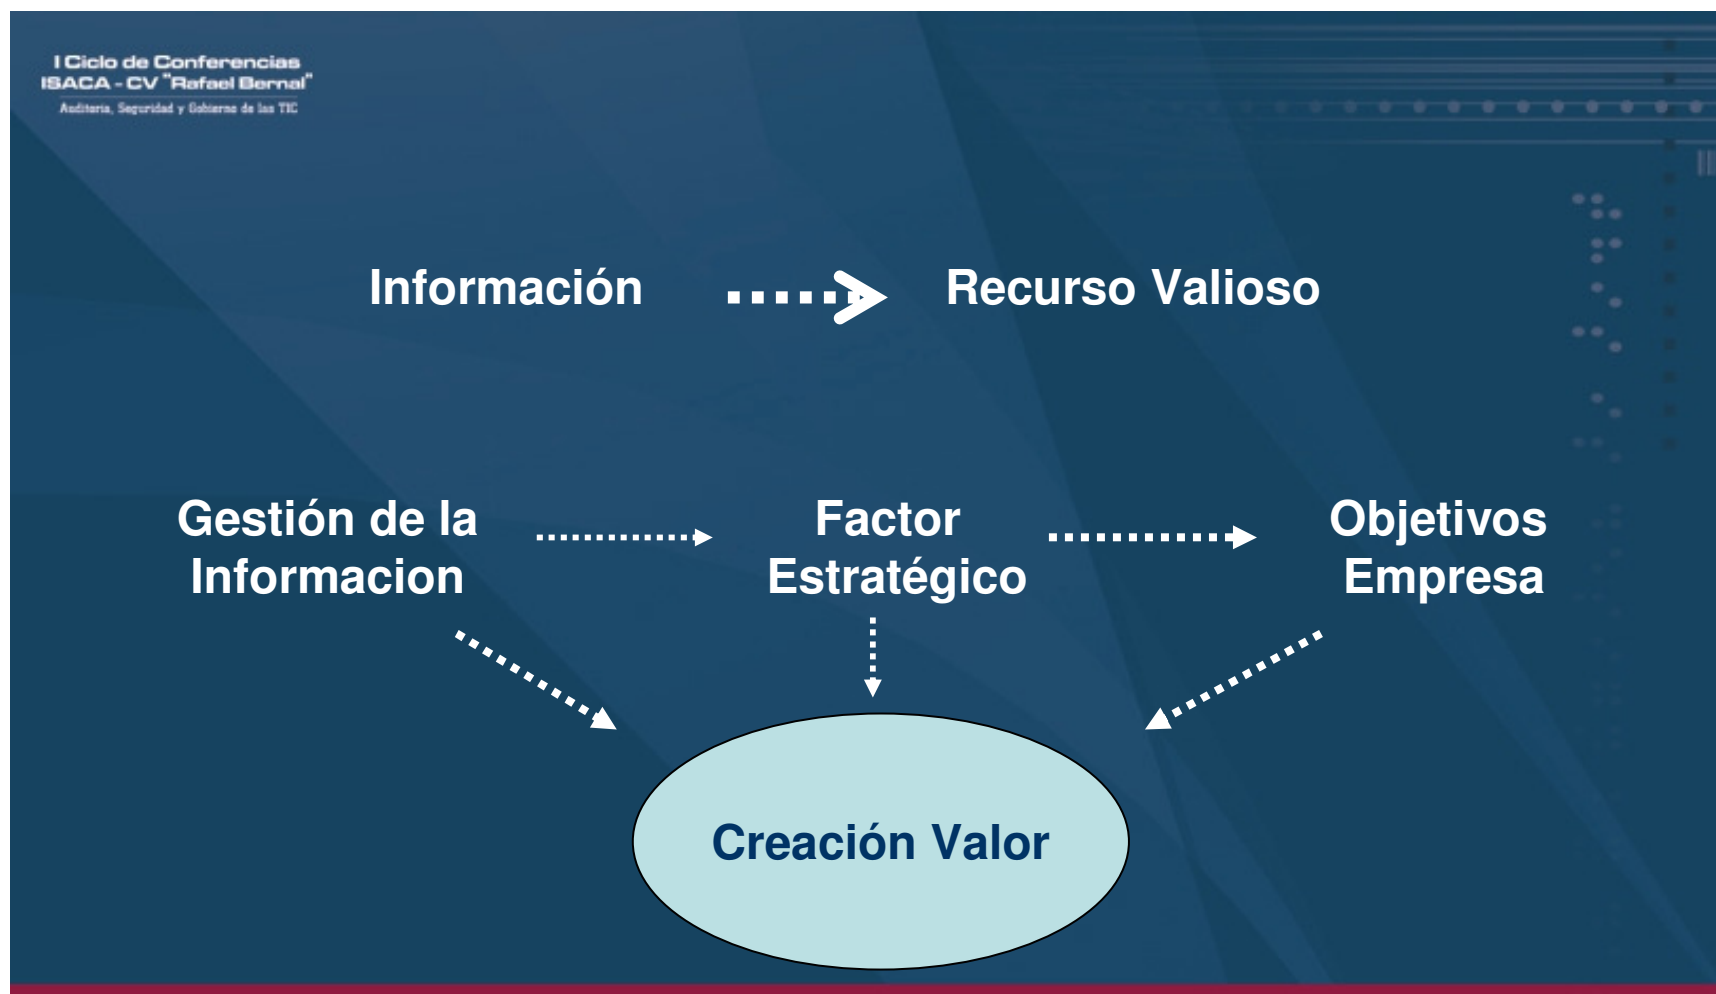 I Ciclo de Conferencias
ISACA - CV "Rafael Bernal"
Auditoria, Seguridad y Gobierno de las TIC
Información
Recurso Valioso
Gestión de la
Informacion
Factor
Estratégico
Objetivos
Empresa
Creación Valor